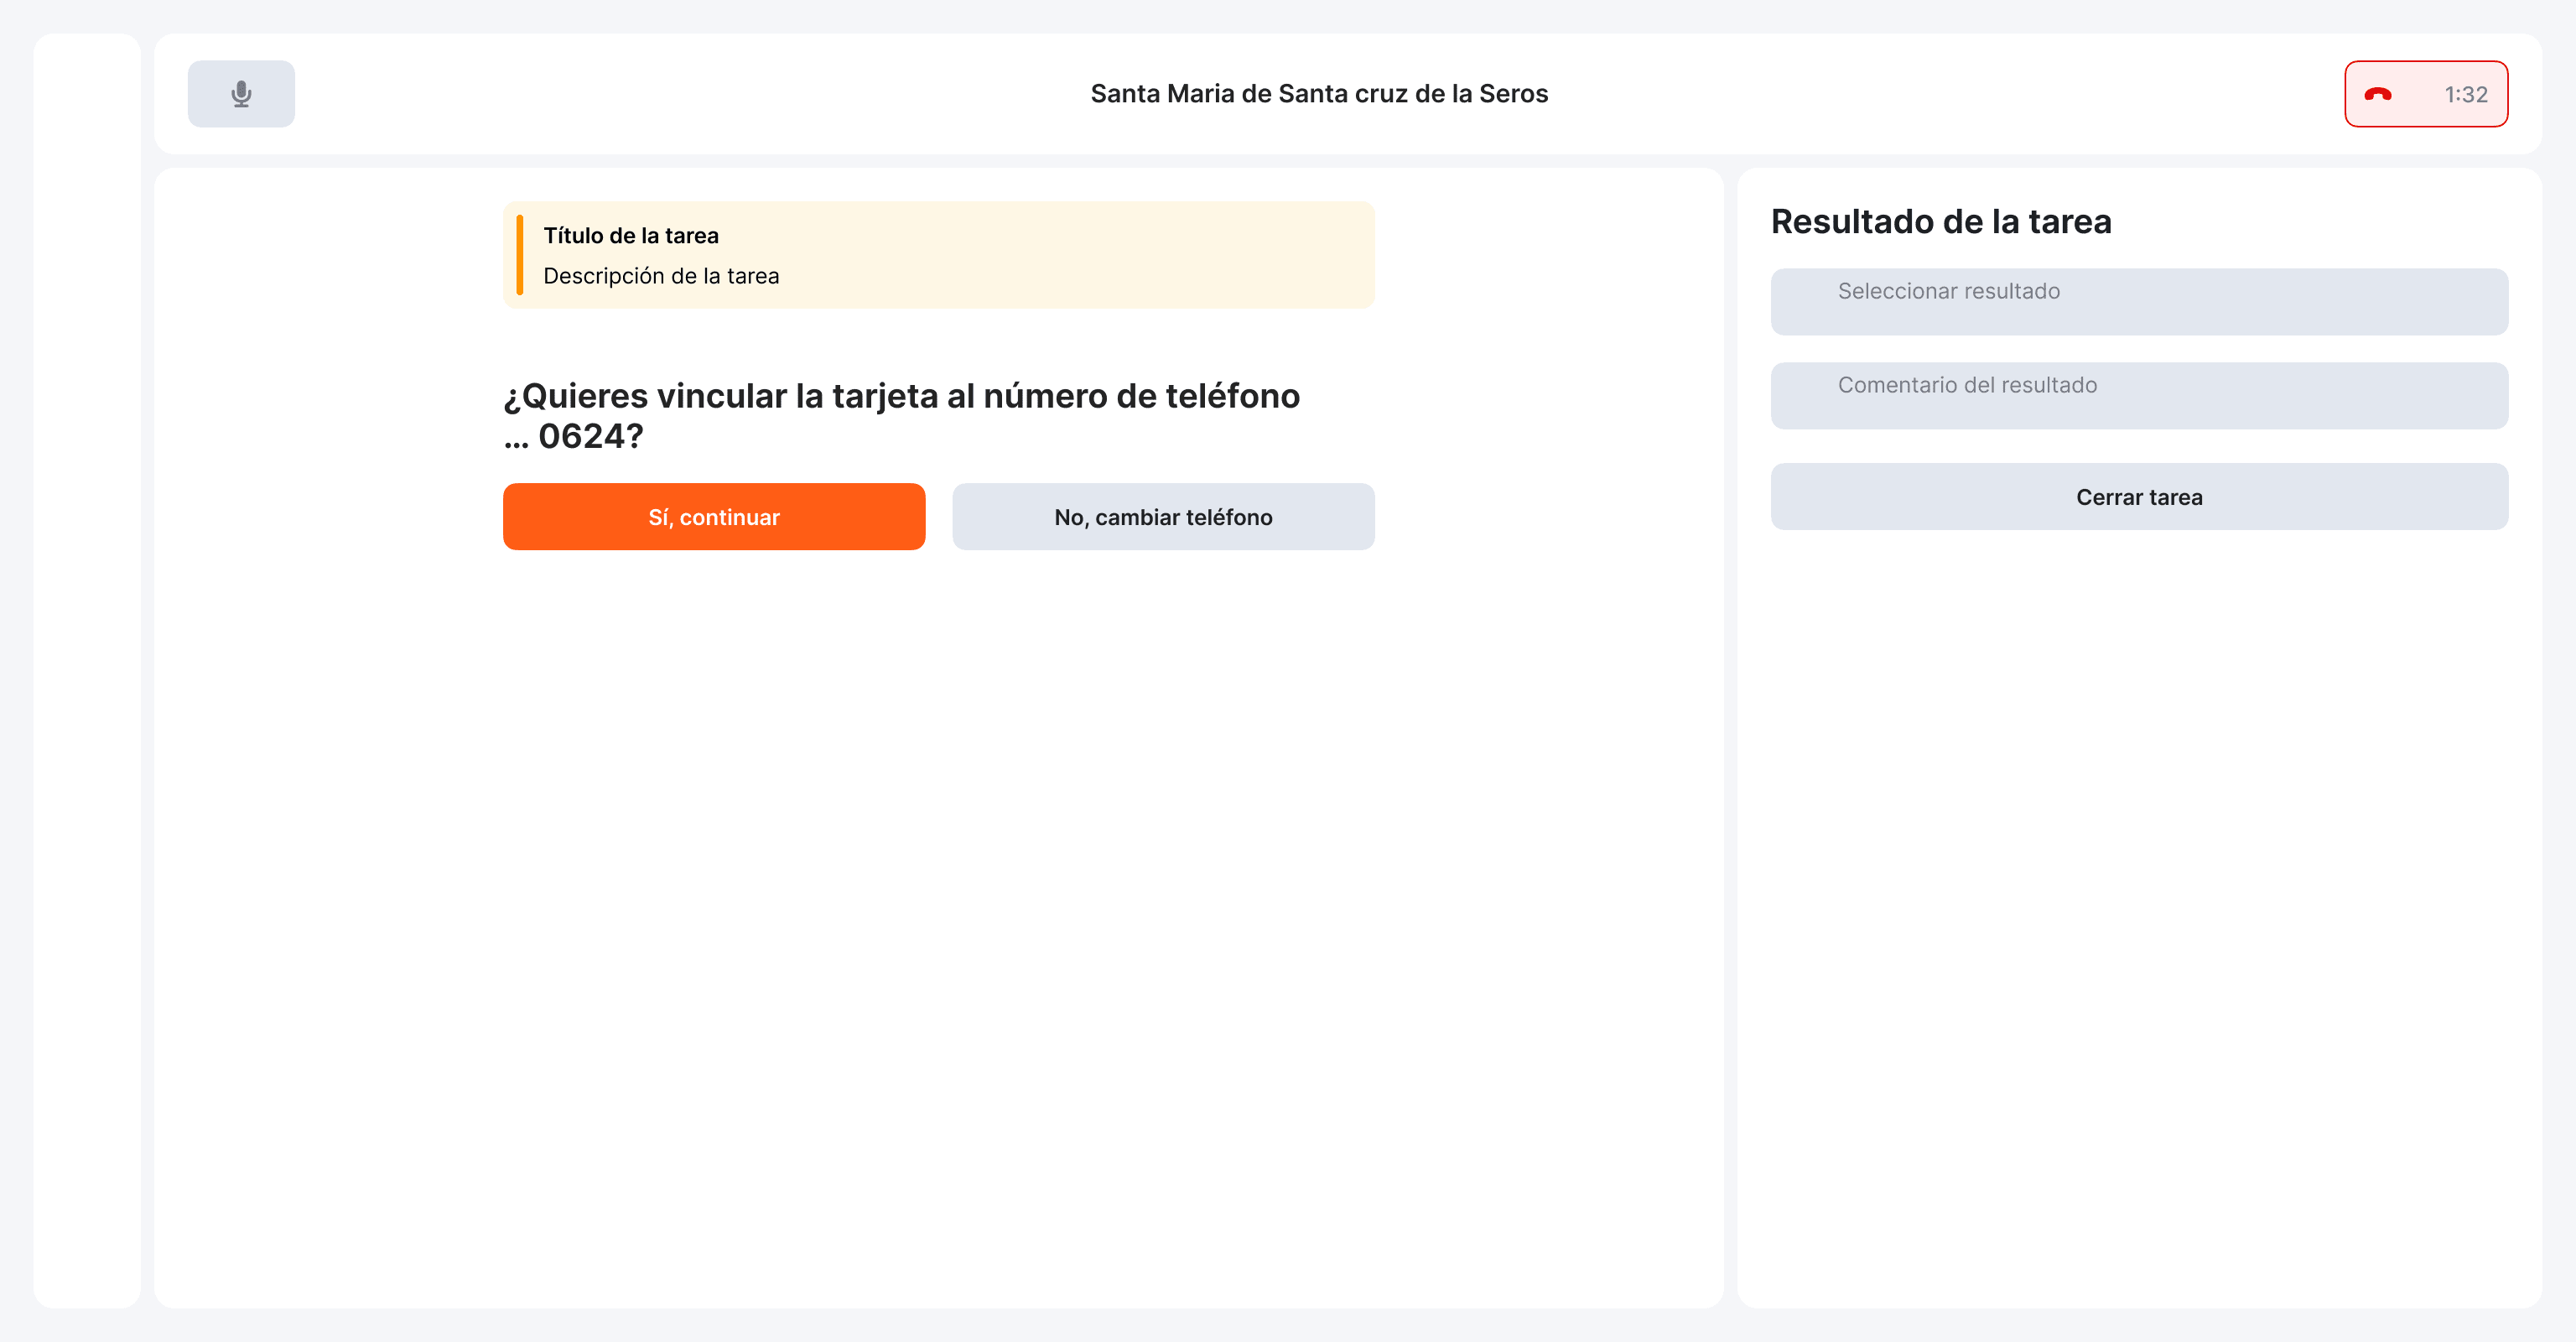 Santa Maria de Santa cruz de la Seros
1:32
Título de la tarea
Descripción de la tarea
¿Quieres vincular la tarjeta al número de teléfono
... 0624?
Sí, continuar
No, cambiar teléfono
Resultado de la tarea
Seleccionar resultado
Comentario del resultado
Cerrar tarea